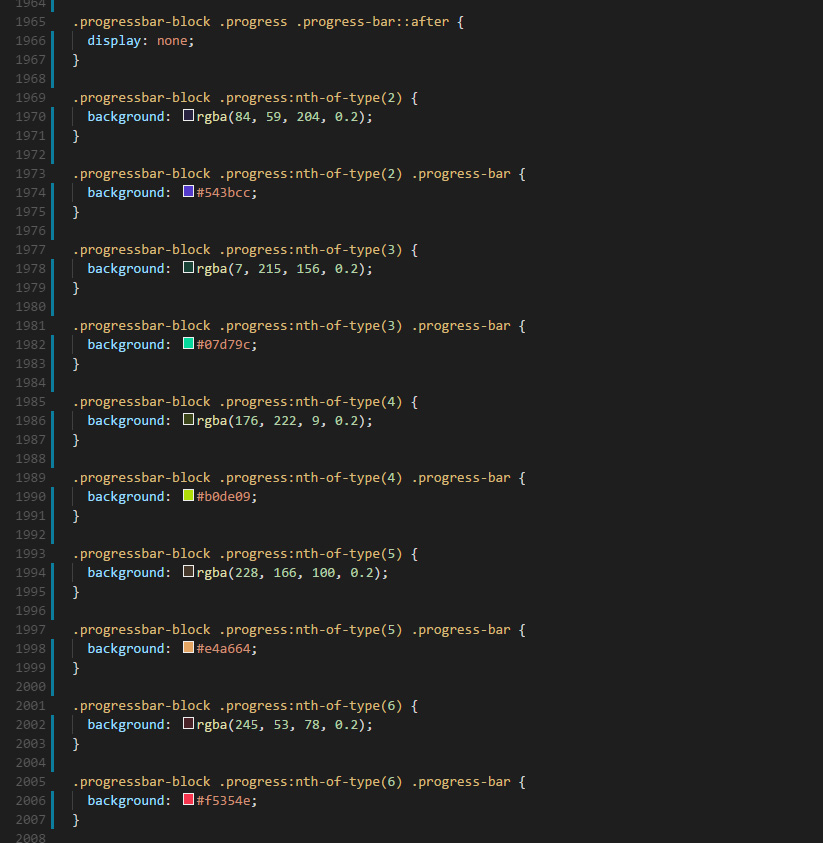 1964
1965 .progressbar-block .progress .progress-bar::after {
1966 display: none;
1967 }
1968
1969 .progressbar-block .progress:nth-of-type(2) {
1970 background: rgba(84, 59, 204, 0.2);
1971 }
1972
1973 .progressbar-block .progress:nth-of-type(2) .progress-bar {
1974 background: #543bcc;
1975 }
1976
1977 .progressbar-block .progress:nth-of-type(3) {
1978 background: rgba(7, 215, 156, 0.2);
1979 }
1980
1981 .progressbar-block .progress:nth-of-type(3) .progress-bar {
1982 background: #07d79c;
1983 }
1984
1985 .progressbar-block .progress:nth-of-type(4) {
1986 background: rgba(176, 222, 9, 0.2);
1987 }
1988
1989 .progressbar-block .progress:nth-of-type(4) .progress-bar {
1990 background: #b0de09;
1991 }
1992
1993 .progressbar-block .progress:nth-of-type(5) {
1994 background: rgba(228, 166, 100, 0.2);
1995 }
1996
1997 .progressbar-block .progress:nth-of-type(5) .progress-bar {
1998 background: #e4a664;
1999 }
2000
2001 .progressbar-block .progress:nth-of-type(6) {
2002 background: rgba(245, 53, 78, 0.2);
2003 }
2004
2005 .progressbar-block .progress:nth-of-type(6) .progress-bar {
2006 background: #f5354e;
2007 }
2008